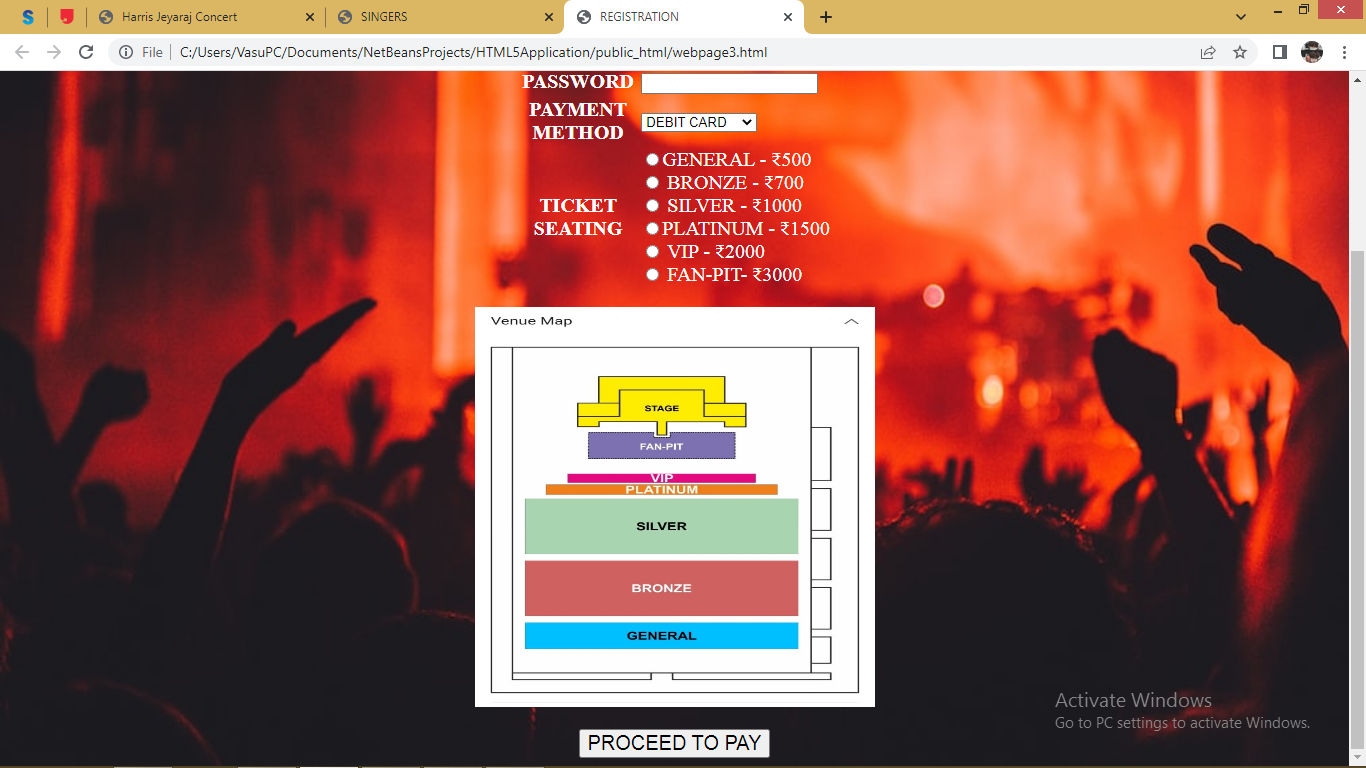 Harris Jeyaraj Concert
SINGERS
REGISTRATION
File
C:/Users/VasuPC/Documents/NetBeansProjects/HTML5Application/public_html/webpage3.html
PASSWORD
PAYMENT
METHOD
DEBIT CARD
TICKET
SEATING
GENERAL - ₹500
BRONZE - ₹700
SILVER - ₹1000
PLATINUM - ₹1500
VIP - ₹2000
FAN-PIT- ₹3000
Venue Map
STAGE
FAN-PIT
VIP
PLATINUM
SILVER
BRONZE
GENERAL
Activate Windows
Go to PC settings to activate Windows.
PROCEED TO PAY